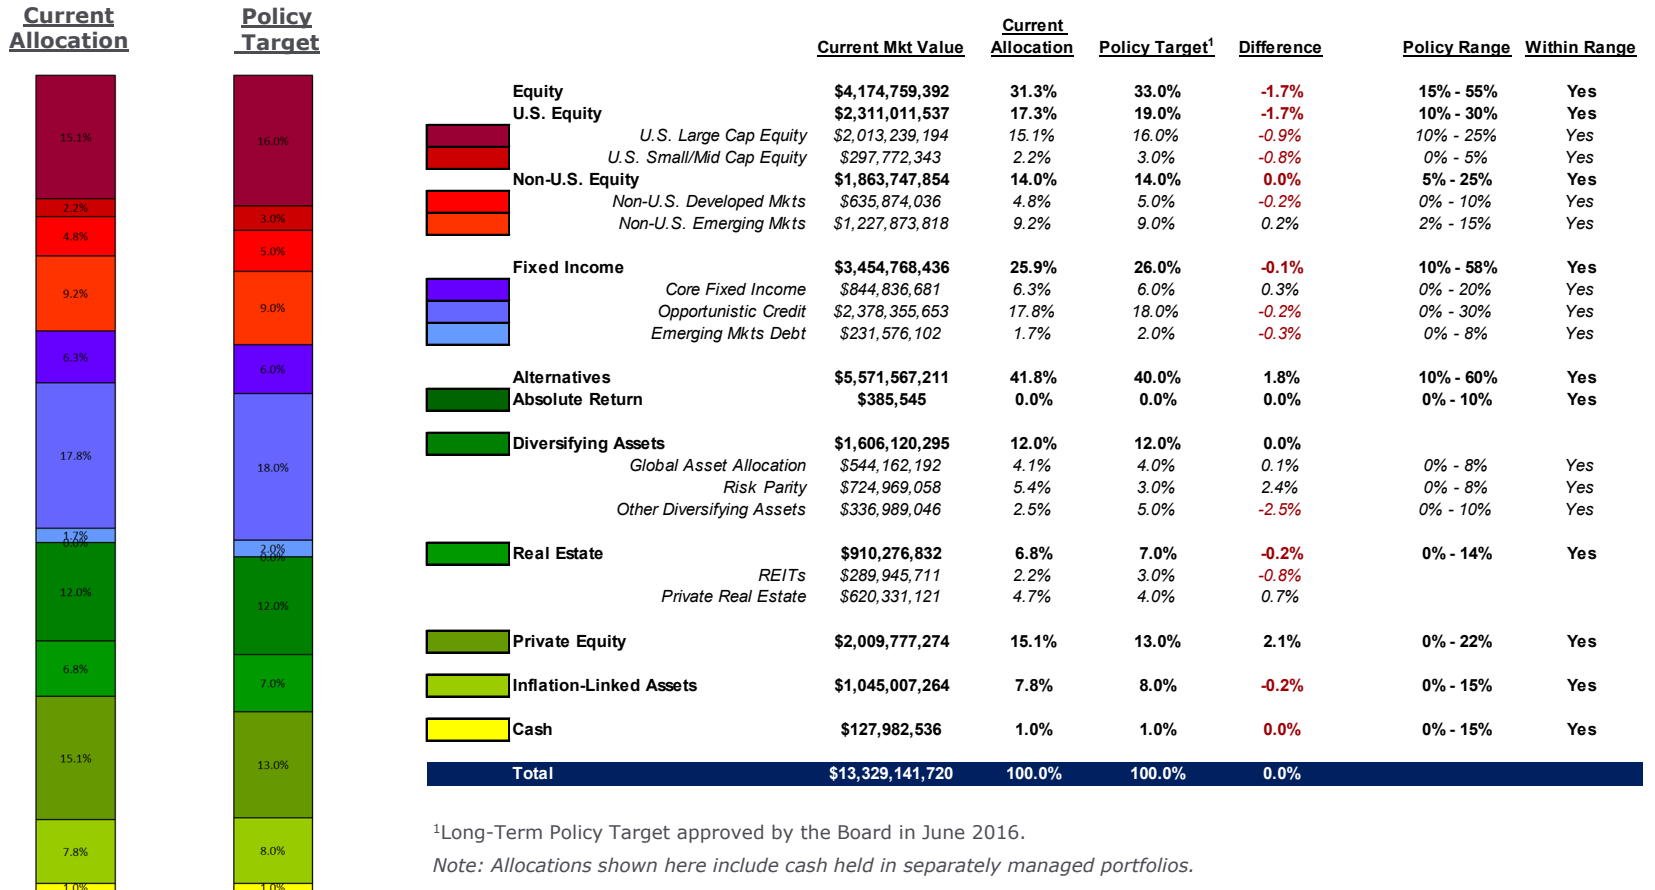 Current
Allocation
Policy
Target
15.1%
2.2%
4.8%
9.2%
6.3%
17.8%
1.7%
0.0%
12.0%
6.8%
15.1%
7.8%
1.0%
16.0%
3.0%
5.0%
9.0%
6.0%
18.0%
2.0%
0.0%
12.0%
7.0%
13.0%
8.0%
1.0%
Current Mkt Value Current Allocation Policy Target¹ Difference Policy Range Within Range
Equity $4,174,759,392 31.3% 33.0% -1.7% 15% - 55% Yes
U.S. Equity $2,311,011,537 17.3% 19.0% -1.7% 10% - 30% Yes
U.S. Large Cap Equity $2,013,239,194 15.1% 16.0% -0.9% 10% - 25% Yes
U.S. Small/Mid Cap Equity $297,772,343 2.2% 3.0% -0.8% 0% - 5% Yes
Non-U.S. Equity $1,863,747,854 14.0% 14.0% 0.0% 5% - 25% Yes
Non-U.S. Developed Mkts $635,874,036 4.8% 5.0% -0.2% 0% - 10% Yes
Non-U.S. Emerging Mkts $1,227,873,818 9.2% 9.0% 0.2% 2% - 15% Yes
Fixed Income $3,454,768,436 25.9% 26.0% -0.1% 10% - 58% Yes
Core Fixed Income $844,836,681 6.3% 6.0% 0.3% 0% - 20% Yes
Opportunistic Credit $2,378,355,653 17.8% 18.0% -0.2% 0% - 30% Yes
Emerging Mkts Debt $231,576,102 1.7% 2.0% -0.3% 0% - 8% Yes
Alternatives $5,571,567,211 41.8% 40.0% 1.8% 10% - 60% Yes
Absolute Return $385,545 0.0% 0.0% 0.0% 0% - 10% Yes
Diversifying Assets $1,606,120,295 12.0% 12.0% 0.0%
Global Asset Allocation $544,162,192 4.1% 4.0% 0.1% 0% - 8% Yes
Risk Parity $724,969,058 5.4% 3.0% 2.4% 0% - 8% Yes
Other Diversifying Assets $336,989,046 2.5% 5.0% -2.5% 0% - 10% Yes
Real Estate $910,276,832 6.8% 7.0% -0.2% 0% - 14% Yes
REITs $289,945,711 2.2% 3.0% -0.8%
Private Real Estate $620,331,121 4.7% 4.0% 0.7%
Private Equity $2,009,777,274 15.1% 13.0% 2.1% 0% - 22% Yes
Inflation-Linked Assets $1,045,007,264 7.8% 8.0% -0.2% 0% - 15% Yes
Cash $127,982,536 1.0% 1.0% 0.0% 0% - 15% Yes
Total $13,329,141,720 100.0% 100.0% 0.0%
¹Long-Term Policy Target approved by the Board in June 2016.
Note: Allocations shown here include cash held in separately managed portfolios.